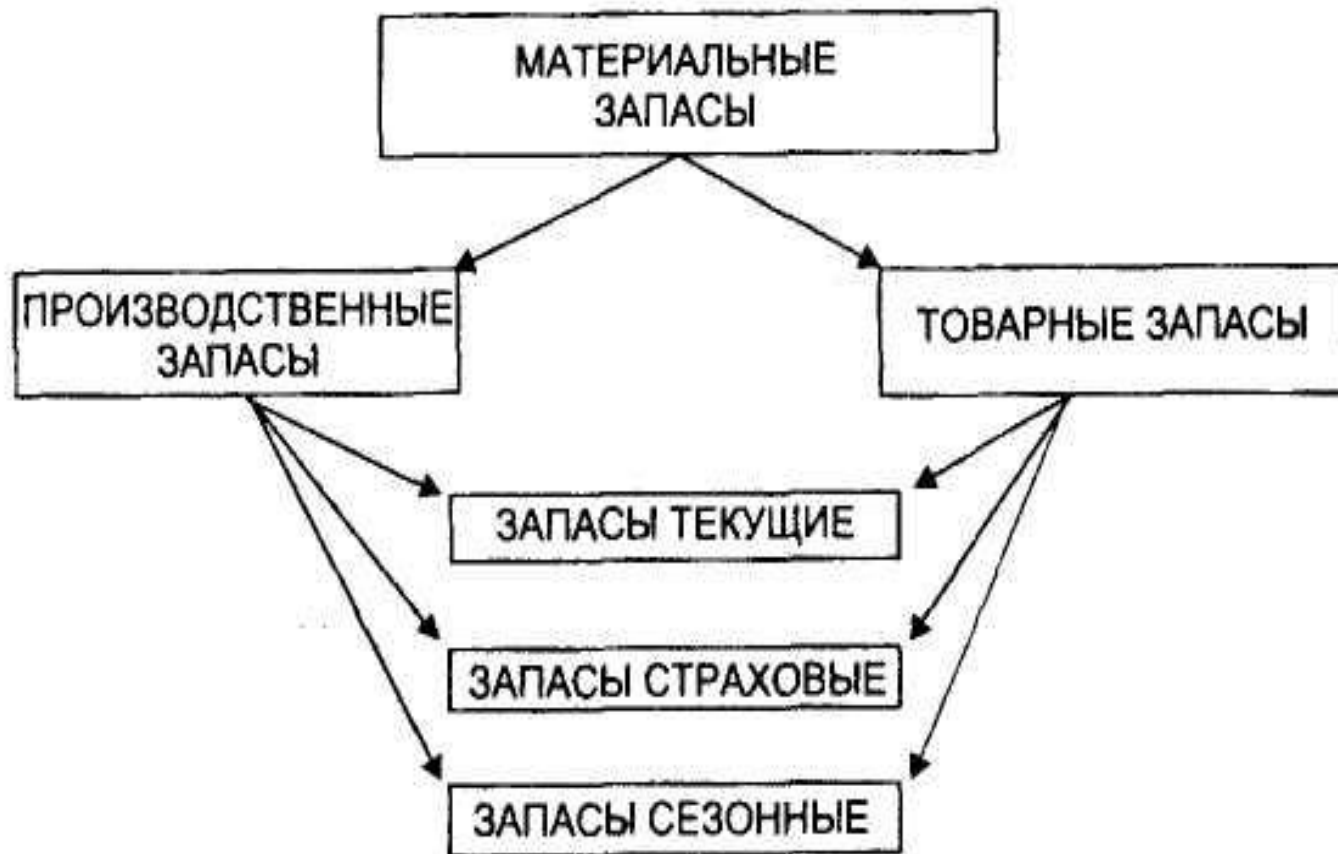 МАТЕРИАЛЬНЫЕ
ЗАПАСЫ
ПРОИЗВОДСТВЕННЫЕ
ЗАПАСЫ
ТОВАРНЫЕ ЗАПАСЫ
ЗАПАСЫ ТЕКУЩИЕ
ЗАПАСЫ СТРАХОВЫЕ
ЗАПАСЫ СЕЗОННЫЕ